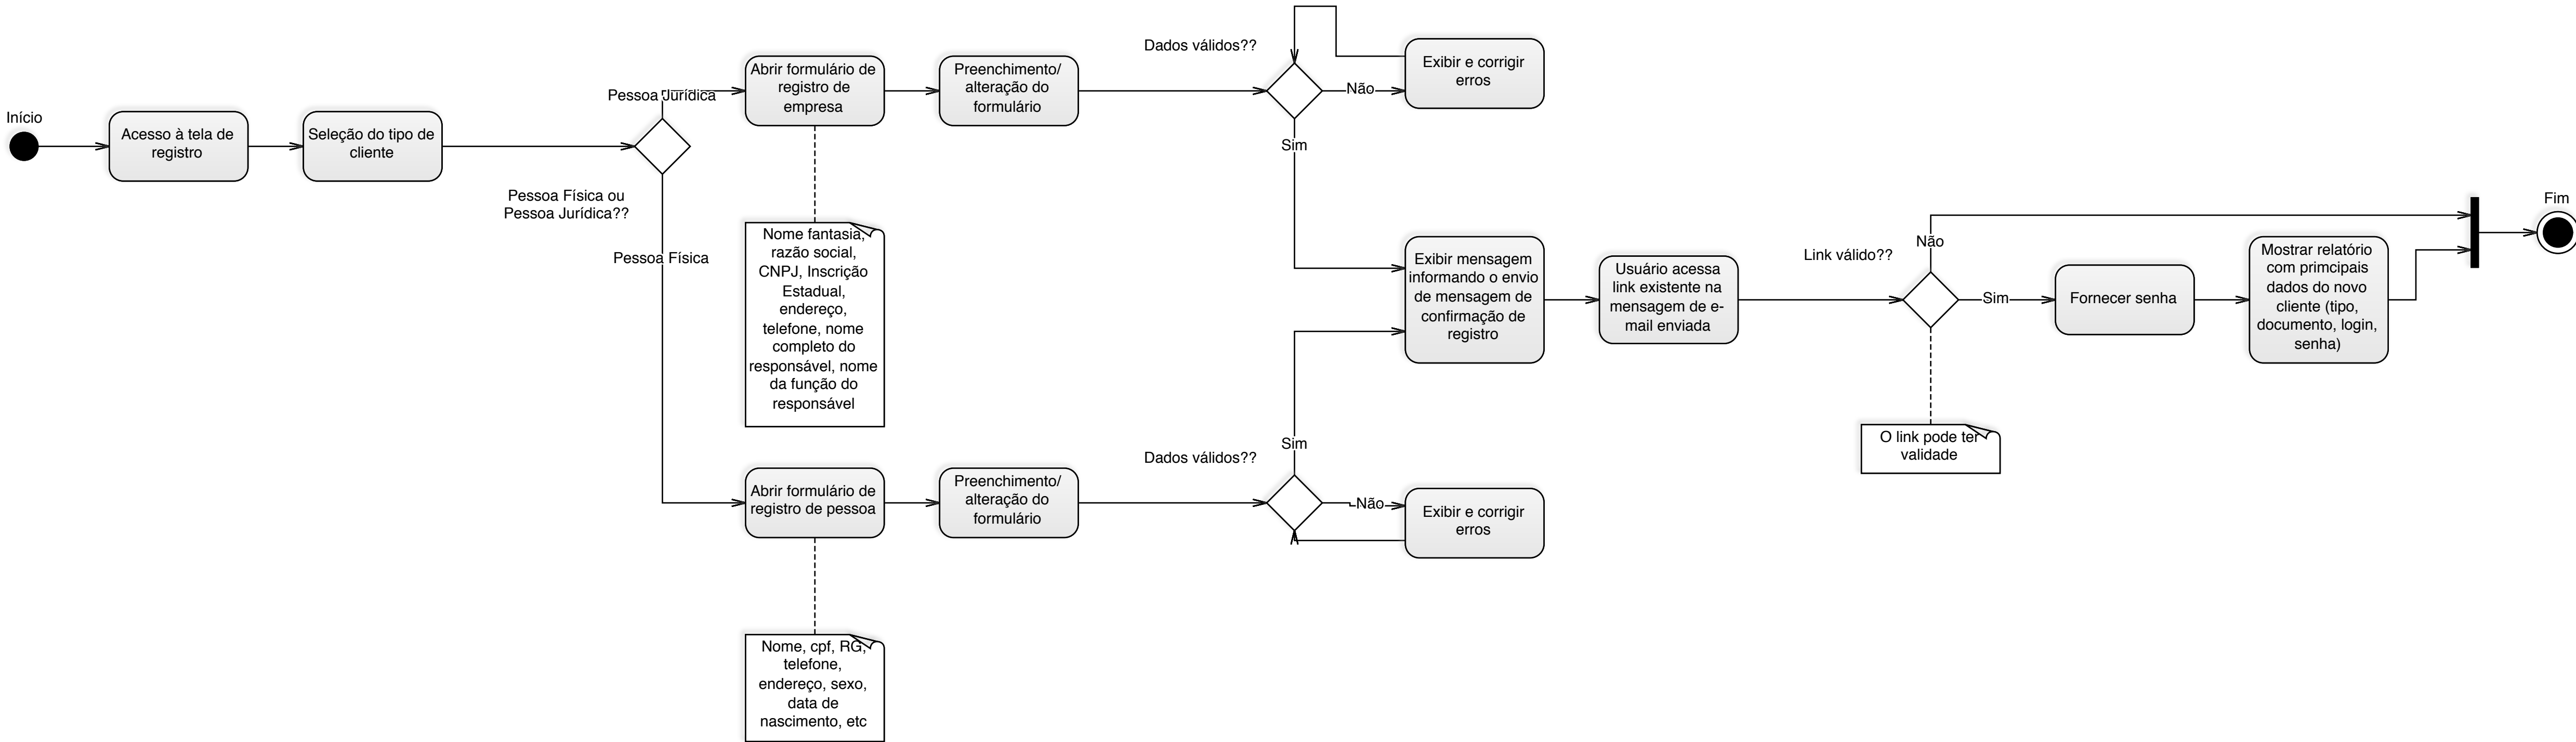 Início
Acesso à tela de
registro
Seleção do tipo de
cliente
Pessoa Física ou
Pessoa Jurídica??
Pessoa Jurídica
Pessoa Física
Abrir formulário de
registro de
empresa
Preenchimento/
alteração do
formulário
Dados válidos??
Não
Exibir e corrigir
erros
Sim
Nome fantasia,
razão social,
CNPJ, Inscrição
Estadual,
endereço,
telefone, nome
completo do
responsável, nome
da função do
responsável
Abrir formulário de
registro de pessoa
Preenchimento/
alteração do
formulário
Dados válidos??
Sim
Não
Exibir e corrigir
erros
Nome, cpf, RG,
telefone,
endereço, sexo,
data de
nascimento, etc
Exibir mensagem
informando o envio
de mensagem de
confirmação de
registro
Usuário acessa
link existente na
mensagem de e-
mail enviada
Link válido??
Não
Sim
O link pode ter
validade
Fornecer senha
Mostrar relatório
com primcipais
dados do novo
cliente (tipo,
documento, login,
senha)
Fim